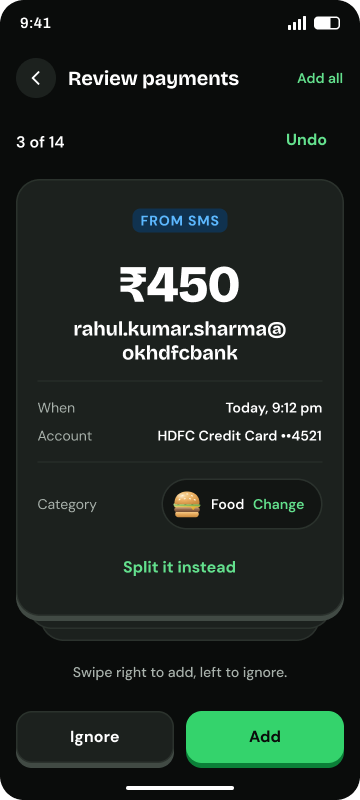 9:41
Review payments
Add all
3 of 14
Undo
FROM SMS
₹450
rahul.kumar.sharma@
okhdfcbank
When
Today, 9:12 pm
Account
HDFC Credit Card ••4521
Category
Food
Change
Split it instead
Swipe right to add, left to ignore.
Ignore
Add